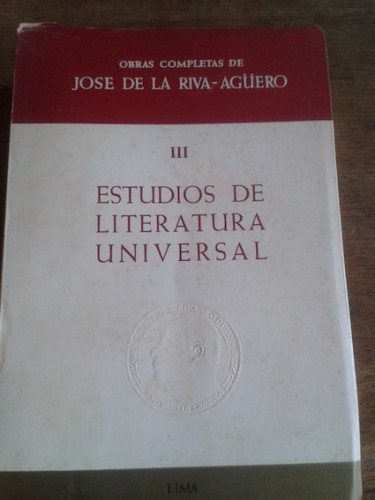 OBRAS COMPLETAS DE
JOSE DE LA RIVA-AGÜERO
III
ESTUDIOS DE
LITERATURA
UNIVERSAL
LIMA